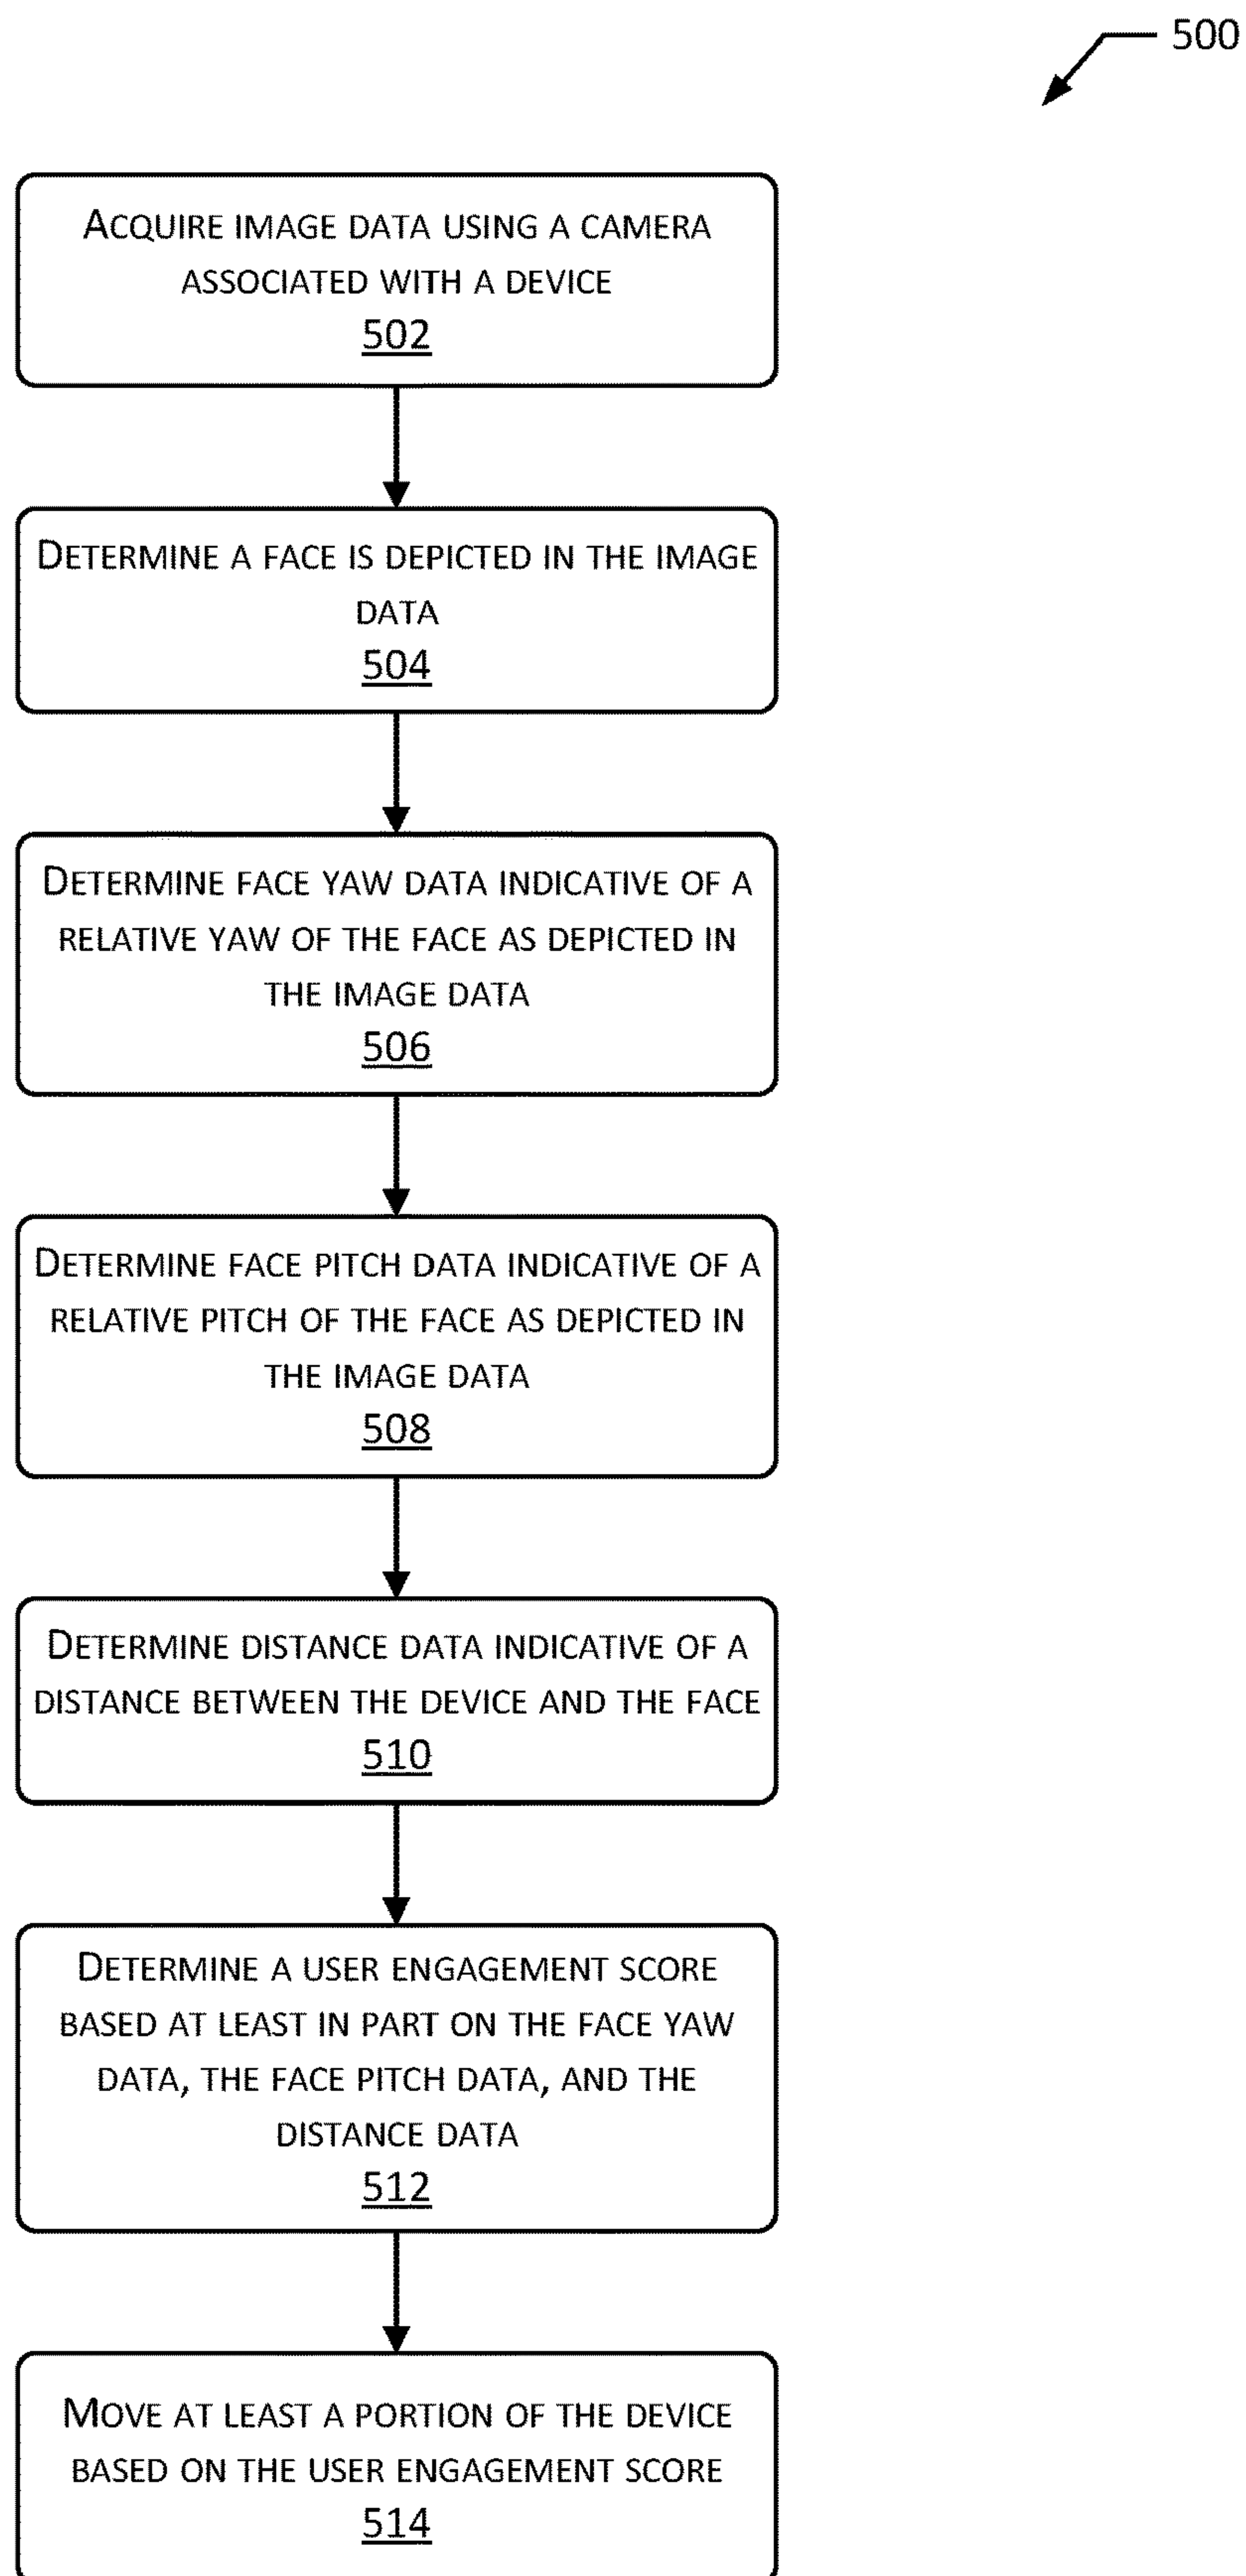 500
ACQUIRE IMAGE DATA USING A CAMERA
ASSOCIATED WITH A DEVICE
502
DETERMINE A FACE IS DEPICTED IN THE IMAGE
DATA
504
DETERMINE FACE YAW DATA INDICATIVE OF A
RELATIVE YAW OF THE FACE AS DEPICTED IN
THE IMAGE DATA
506
DETERMINE FACE PITCH DATA INDICATIVE OF A
RELATIVE PITCH OF THE FACE AS DEPICTED IN
THE IMAGE DATA
508
DETERMINE DISTANCE DATA INDICATIVE OF A
DISTANCE BETWEEN THE DEVICE AND THE FACE
510
DETERMINE A USER ENGAGEMENT SCORE
BASED AT LEAST IN PART ON THE FACE YAW
DATA, THE FACE PITCH DATA, AND THE
DISTANCE DATA
512
MOVE AT LEAST A PORTION OF THE DEVICE
BASED ON THE USER ENGAGEMENT SCORE
514